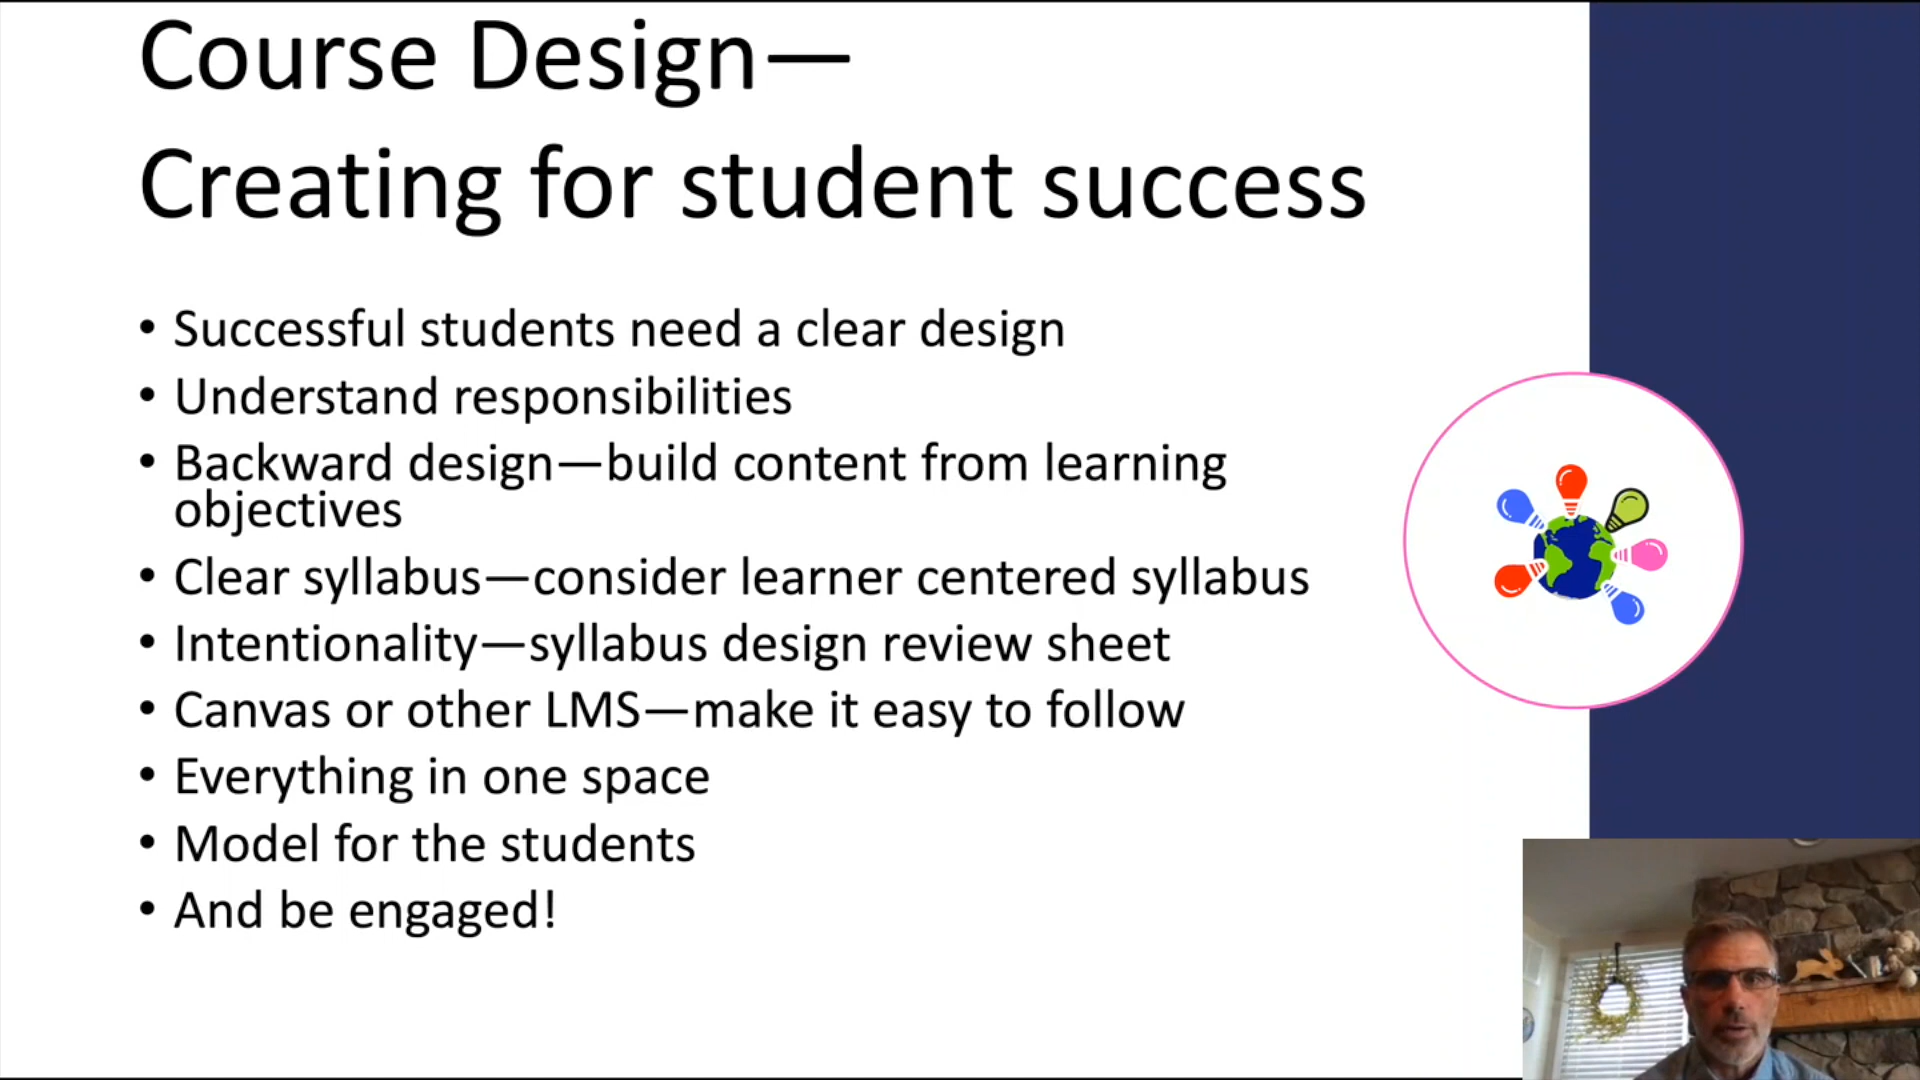 Course Design—
Creating for student success
• Successful students need a clear design
• Understand responsibilities
• Backward design—build content from learning
objectives
• Clear syllabus—consider learner centered syllabus
• Intentionality—syllabus design review sheet
• Canvas or other LMS—make it easy to follow
• Everything in one space
• Model for the students
• And be engaged!